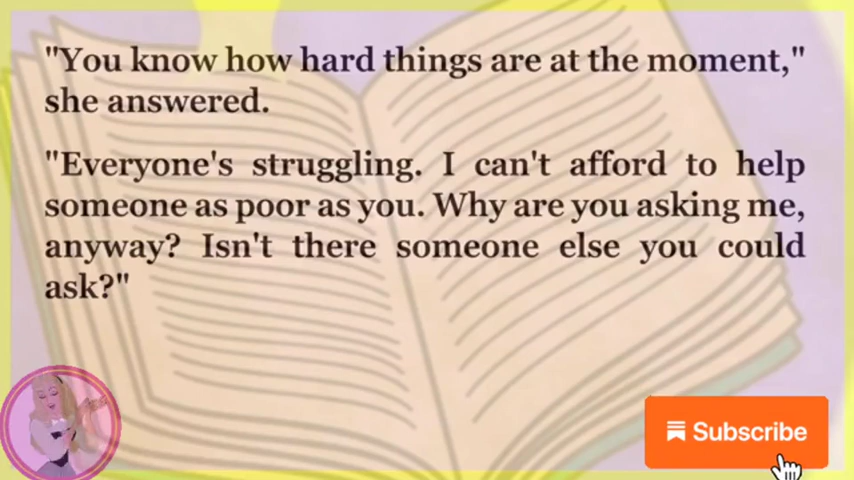 "You know how hard things are at the moment,"
she answered.
"Everyone's struggling. I can't afford to help
someone as poor as you. Why are you asking me,
anyway? Isn't there someone else you could
ask?"
Subscribe